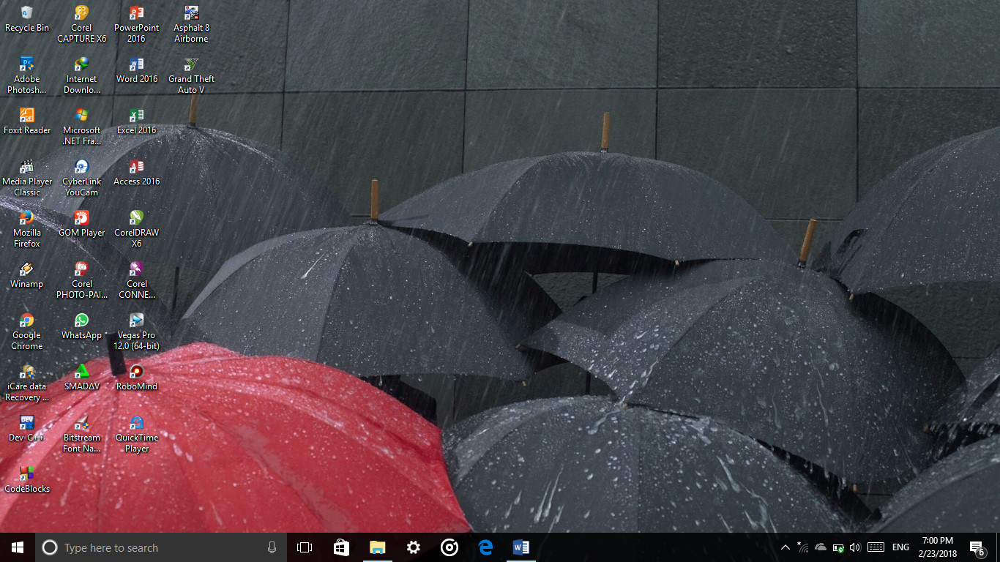 Recycle Bin
Corel
CAPTURE X6
PowerPoint
2016
Asphalt 8
Airborne
Adobe
Photosh...
Internet
Downlo...
Word 2016
Grand Theft
Auto V
Foxit Reader
Microsoft
.NET Fra...
Excel 2016
Media Player
Classic
CyberLink
YouCam
Access 2016
Mozilla
Firefox
GOM Player
CorelDRAW
X6
Winamp
Corel
PHOTO-PAI...
Corel
CONNE...
Google
Chrome
WhatsApp
Vegas Pro
12.0 (64-bit)
iCare data
Recovery ...
SMADΔV
RoboMind
Dev-C++
Bitstream
Font Na...
QuickTime
Player
CodeBlocks
Type here to search
ENG
7:00 PM
2/23/2018
6